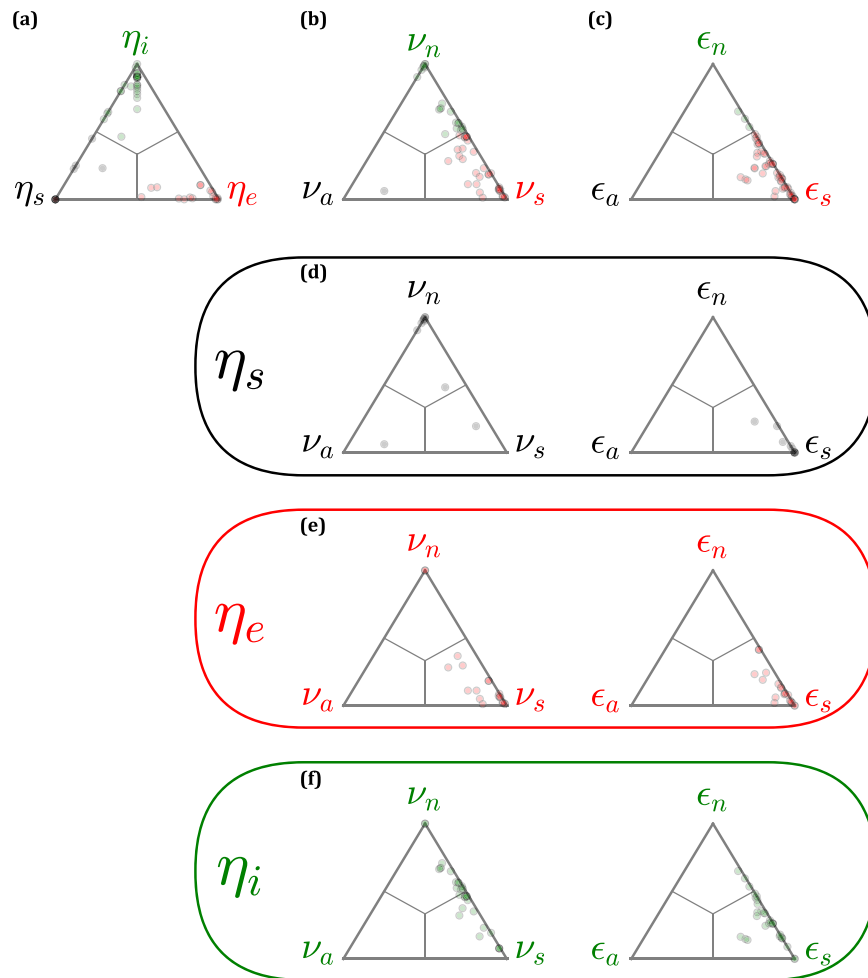 (a) (b) (c)
η_i ν_n ϵ_n
η_s η_e ν_a ν_s ϵ_a ϵ_s
(d)
ν_n ϵ_n
η_s
ν_a ν_s ϵ_a ϵ_s
(e)
ν_n ϵ_n
η_e
ν_a ν_s ϵ_a ϵ_s
(f)
ν_n ϵ_n
η_i
ν_a ν_s ϵ_a ϵ_s